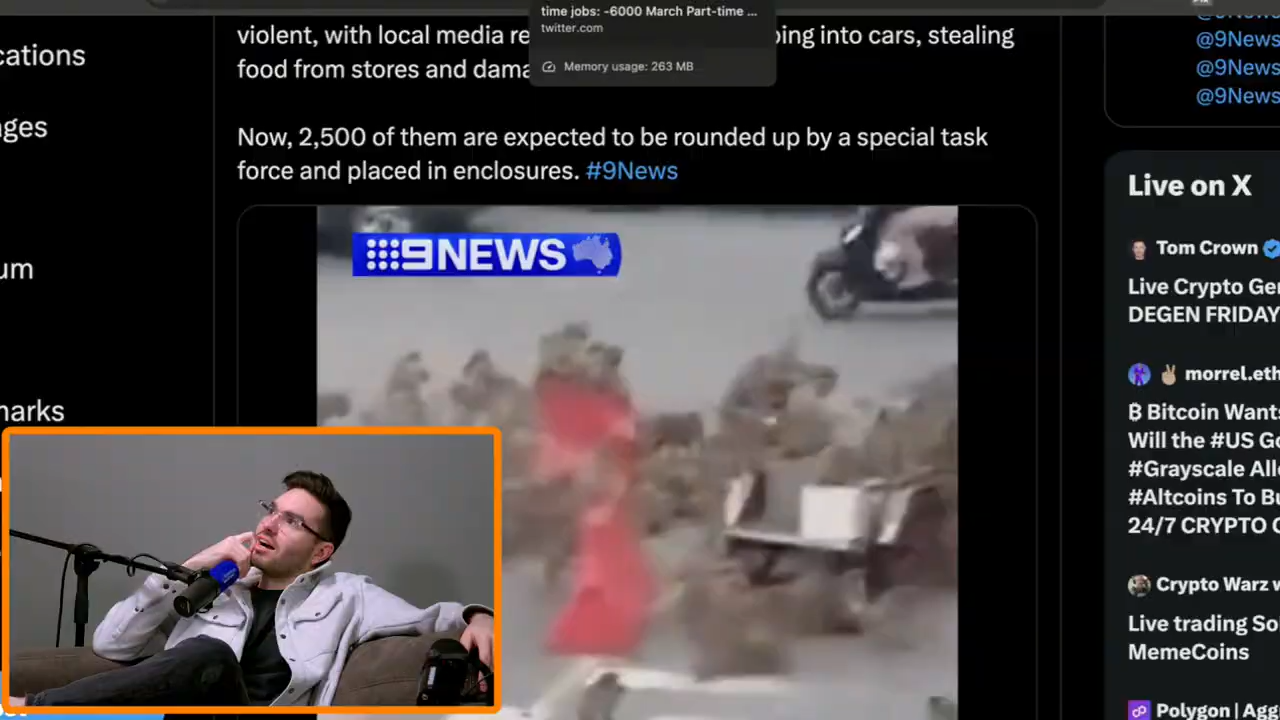 time jobs: -6000 March Part-time ...
twitter.com
Memory usage: 263 MB
cations
ges
um
marks
violent, with local media re
ping into cars, stealing
food from stores and dama
Now, 2,500 of them are expected to be rounded up by a special task
force and placed in enclosures. #9News
9NEWS
@9News
@9News
@9News
Live on X
Tom Crown
Live Crypto Ge
DEGEN FRIDAY
morrel.eth
₿ Bitcoin Wants
Will the #US Go
#Grayscale All
#Altcoins To Bu
24/7 CRYPTO
Crypto Warz w
Live trading So
MemeCoins
Polygon | Agg